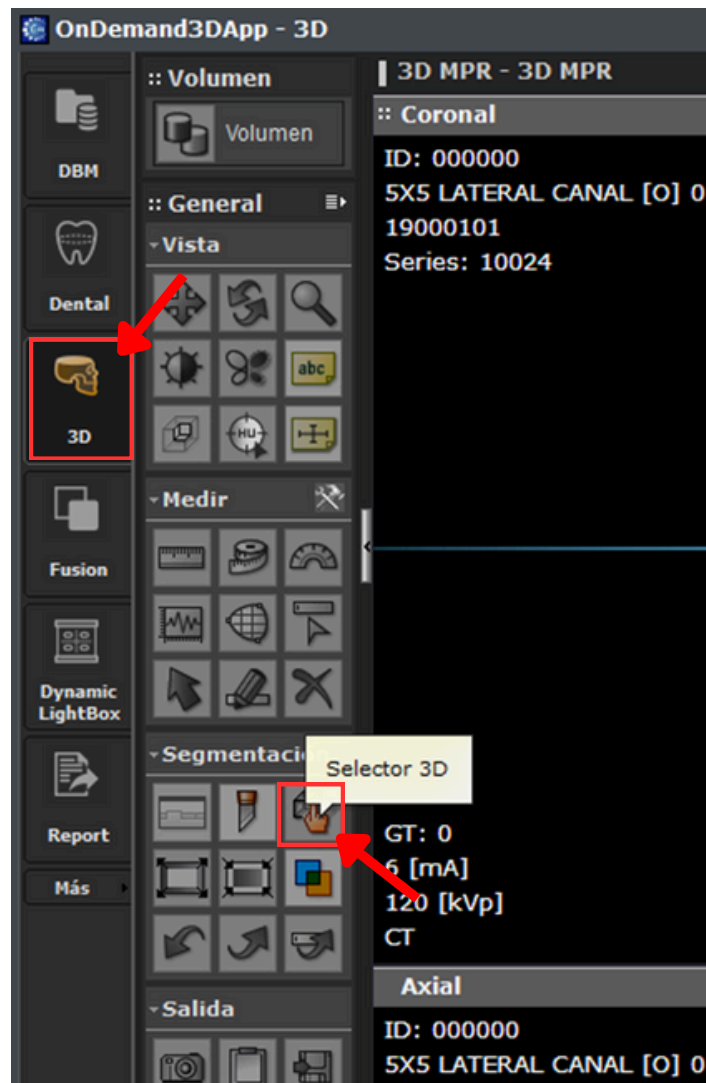 OnDemand3DApp - 3D
DBM
Dental
3D
Fusion
Dynamic
LightBox
Report
Más
:: Volumen
Volumen
:: General
Vista
abc
HU
Medir
Segmentació
Selector 3D
Salida
3D MPR - 3D MPR
:: Coronal
ID: 000000
5X5 LATERAL CANAL [O] 0
19000101
Series: 10024
GT: 0
6 [mA]
120 [kVp]
CT
Axial
ID: 000000
5X5 LATERAL CANAL [O] 0